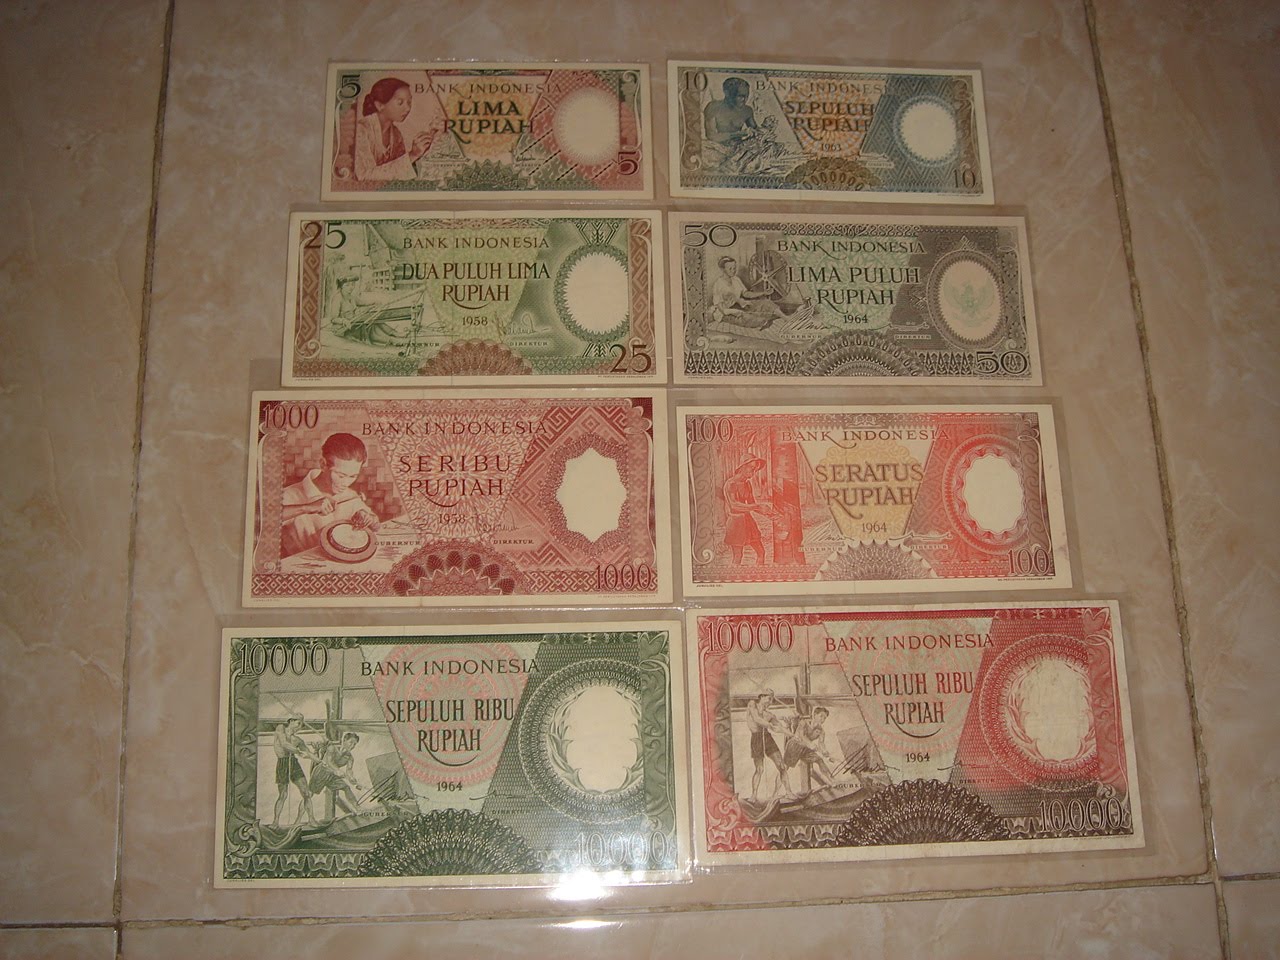 5
BANK INDONESIA
LIMA
RUPIAH
5
10
BANK INDONESIA
SEPULUH
RUPIAH
1963
10
25
BANK INDONESIA
DUA PULUH LIMA
RUPIAH
1958
GUBERNUR DIREKTUR
25
50
BANK INDONESIA
LIMA PULUH
RUPIAH
1964
GUBERNUR DIREKTUR
50
1000
BANK INDONESIA
SERIBU
RUPIAH
1958
GUBERNUR DIREKTUR
1000
100
BANK INDONESIA
SERATUS
RUPIAH
1964
GUBERNUR DIREKTUR
100
10000
BANK INDONESIA
SEPULUH RIBU
RUPIAH
1964
GUBERNUR
10000
10000
BANK INDONESIA
SEPULUH RIBU
RUPIAH
1964
10000